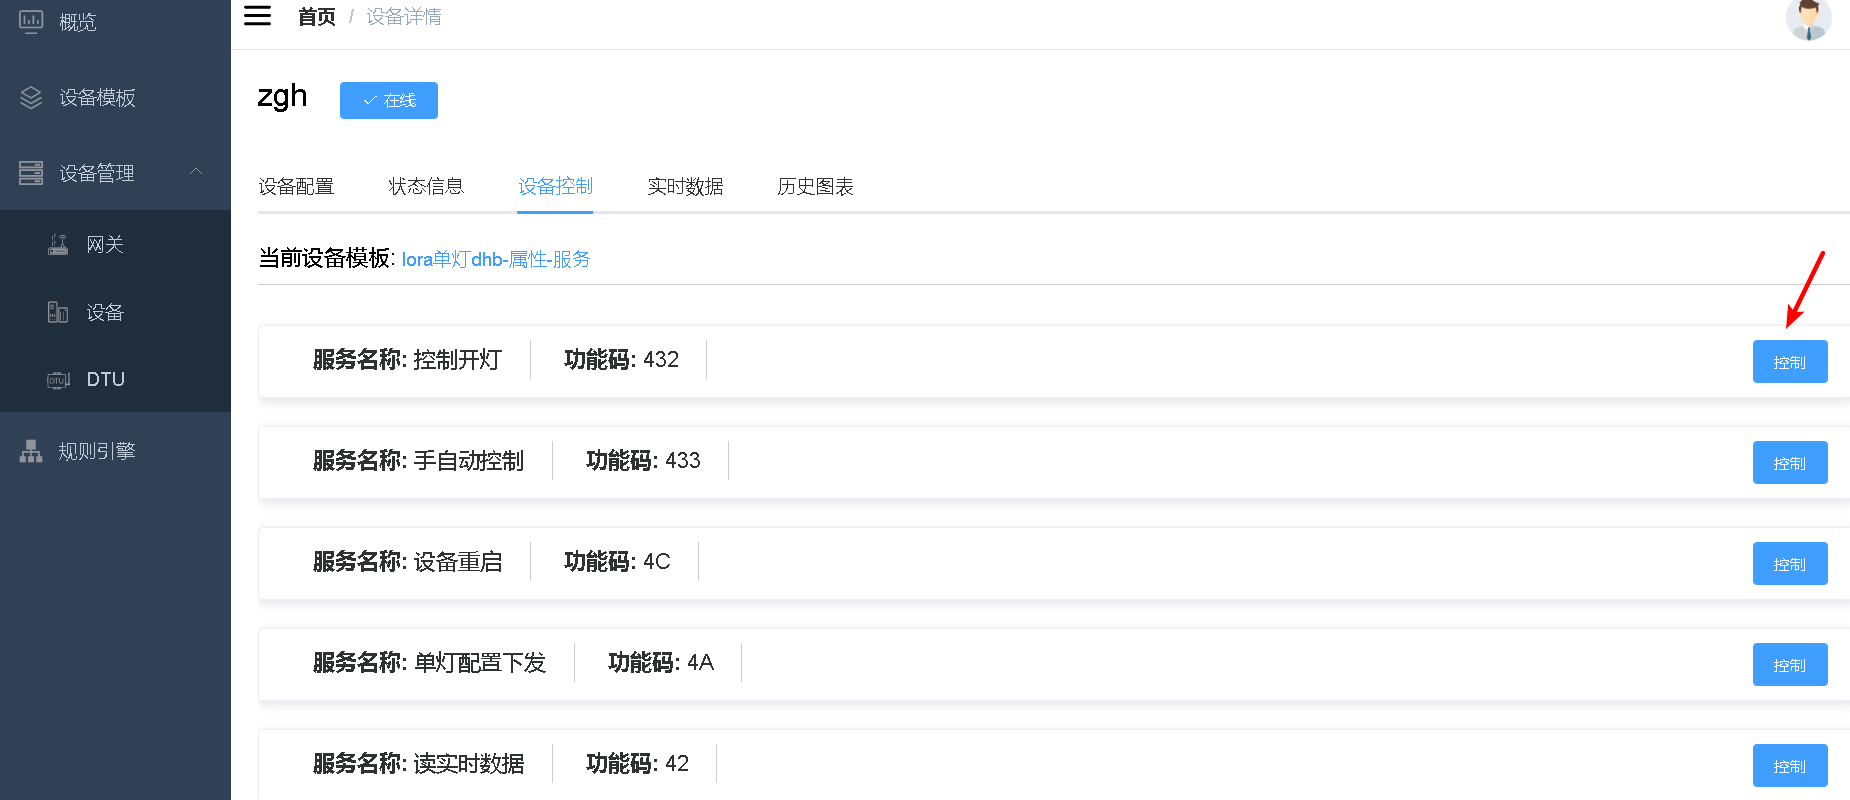 概览
首页 / 设备详情
设备模板
设备管理
网关
设备
DTU
规则引擎
zgh
在线
设备配置 状态信息 设备控制 实时数据 历史图表
当前设备模板: lora单灯dhb-属性-服务
服务名称: 控制开灯 功能码: 432 控制
服务名称: 手自动控制 功能码: 433 控制
服务名称: 设备重启 功能码: 4C 控制
服务名称: 单灯配置下发 功能码: 4A 控制
服务名称: 读实时数据 功能码: 42 控制